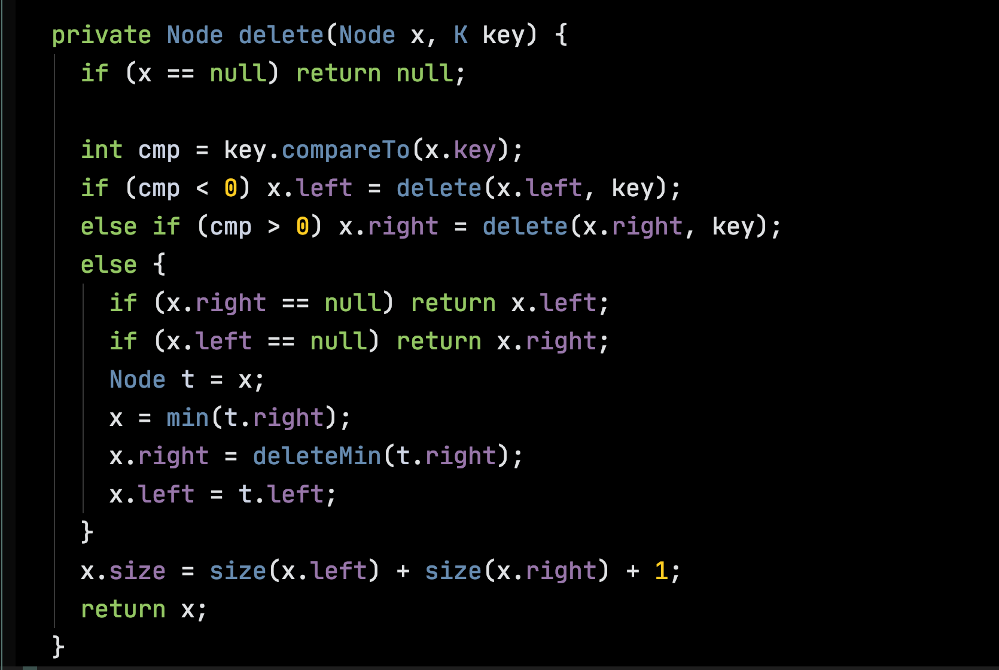 private Node delete(Node x, K key) {
  if (x == null) return null;

  int cmp = key.compareTo(x.key);
  if (cmp < 0) x.left = delete(x.left, key);
  else if (cmp > 0) x.right = delete(x.right, key);
  else {
    if (x.right == null) return x.left;
    if (x.left == null) return x.right;
    Node t = x;
    x = min(t.right);
    x.right = deleteMin(t.right);
    x.left = t.left;
  }
  x.size = size(x.left) + size(x.right) + 1;
  return x;
}